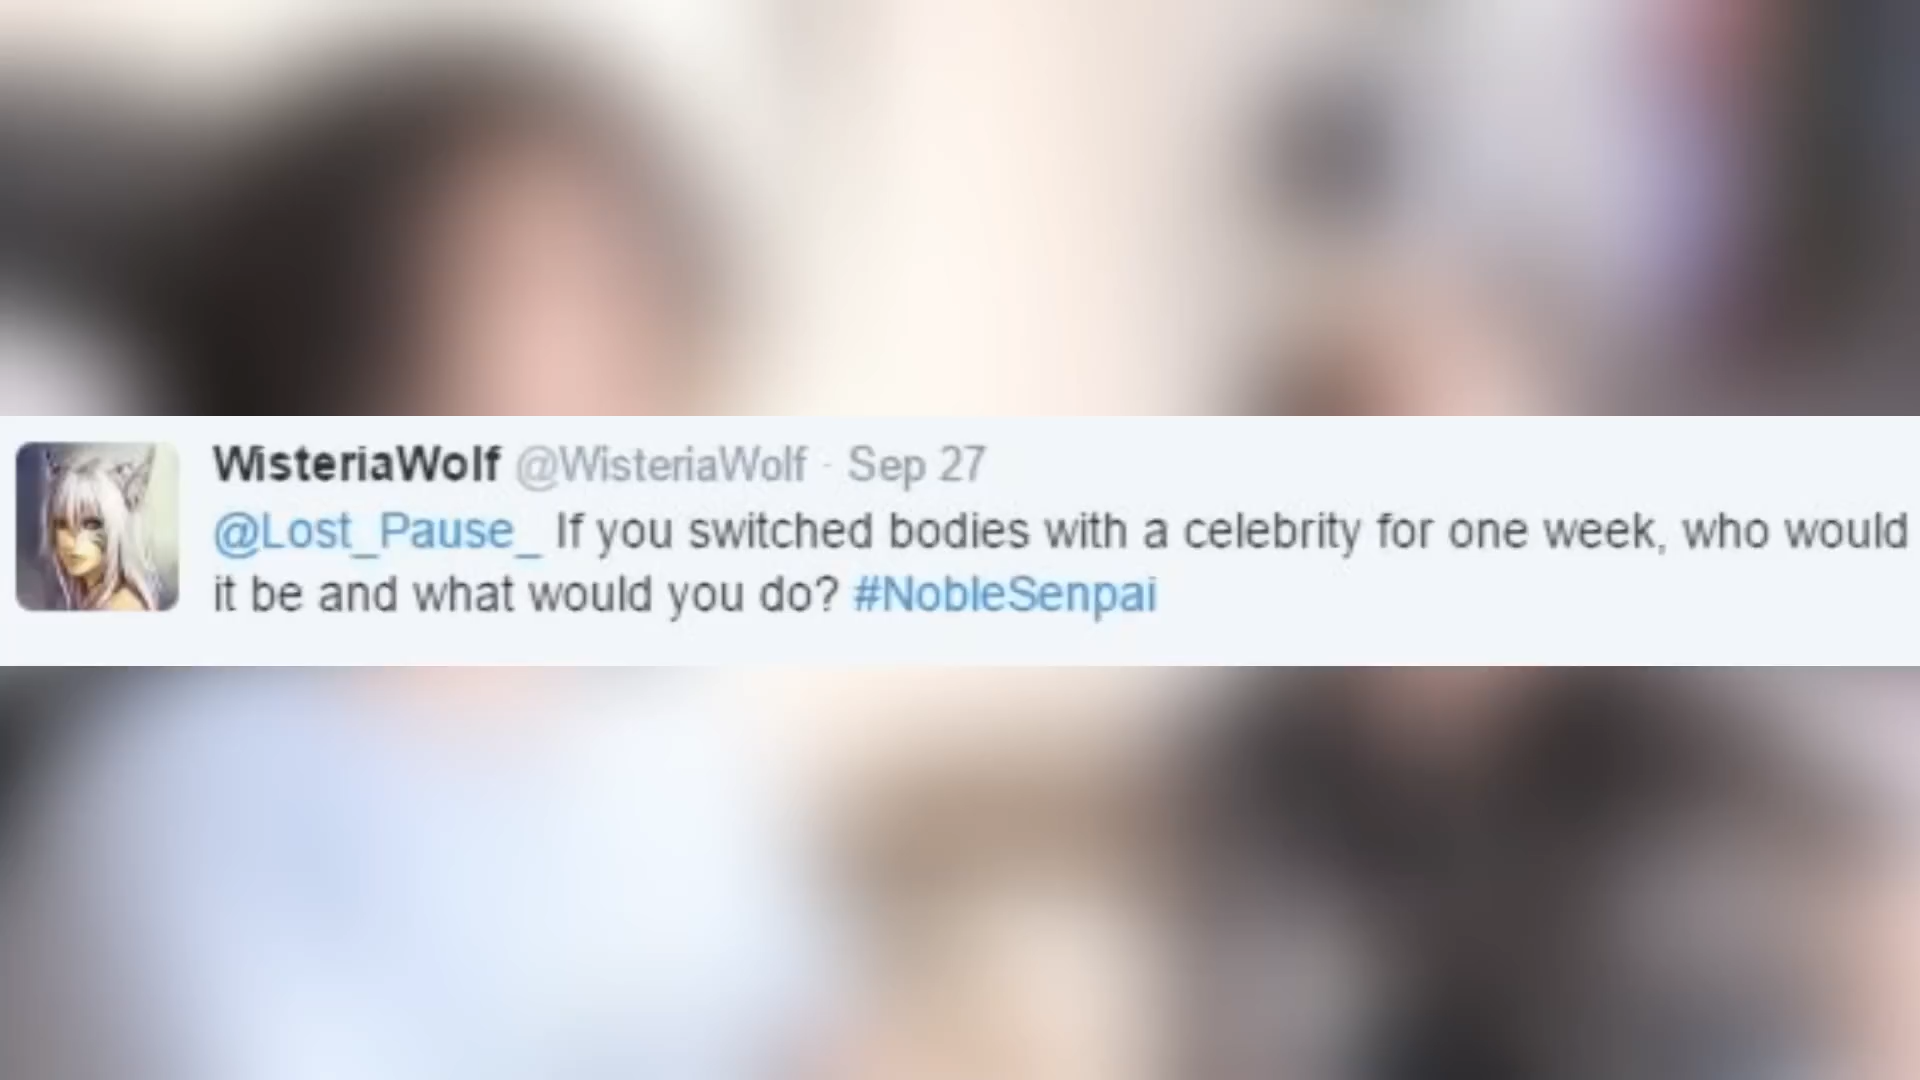 WisteriaWolf @WisteriaWolf · Sep 27
@Lost_Pause_ If you switched bodies with a celebrity for one week, who would
it be and what would you do? #NobleSenpai